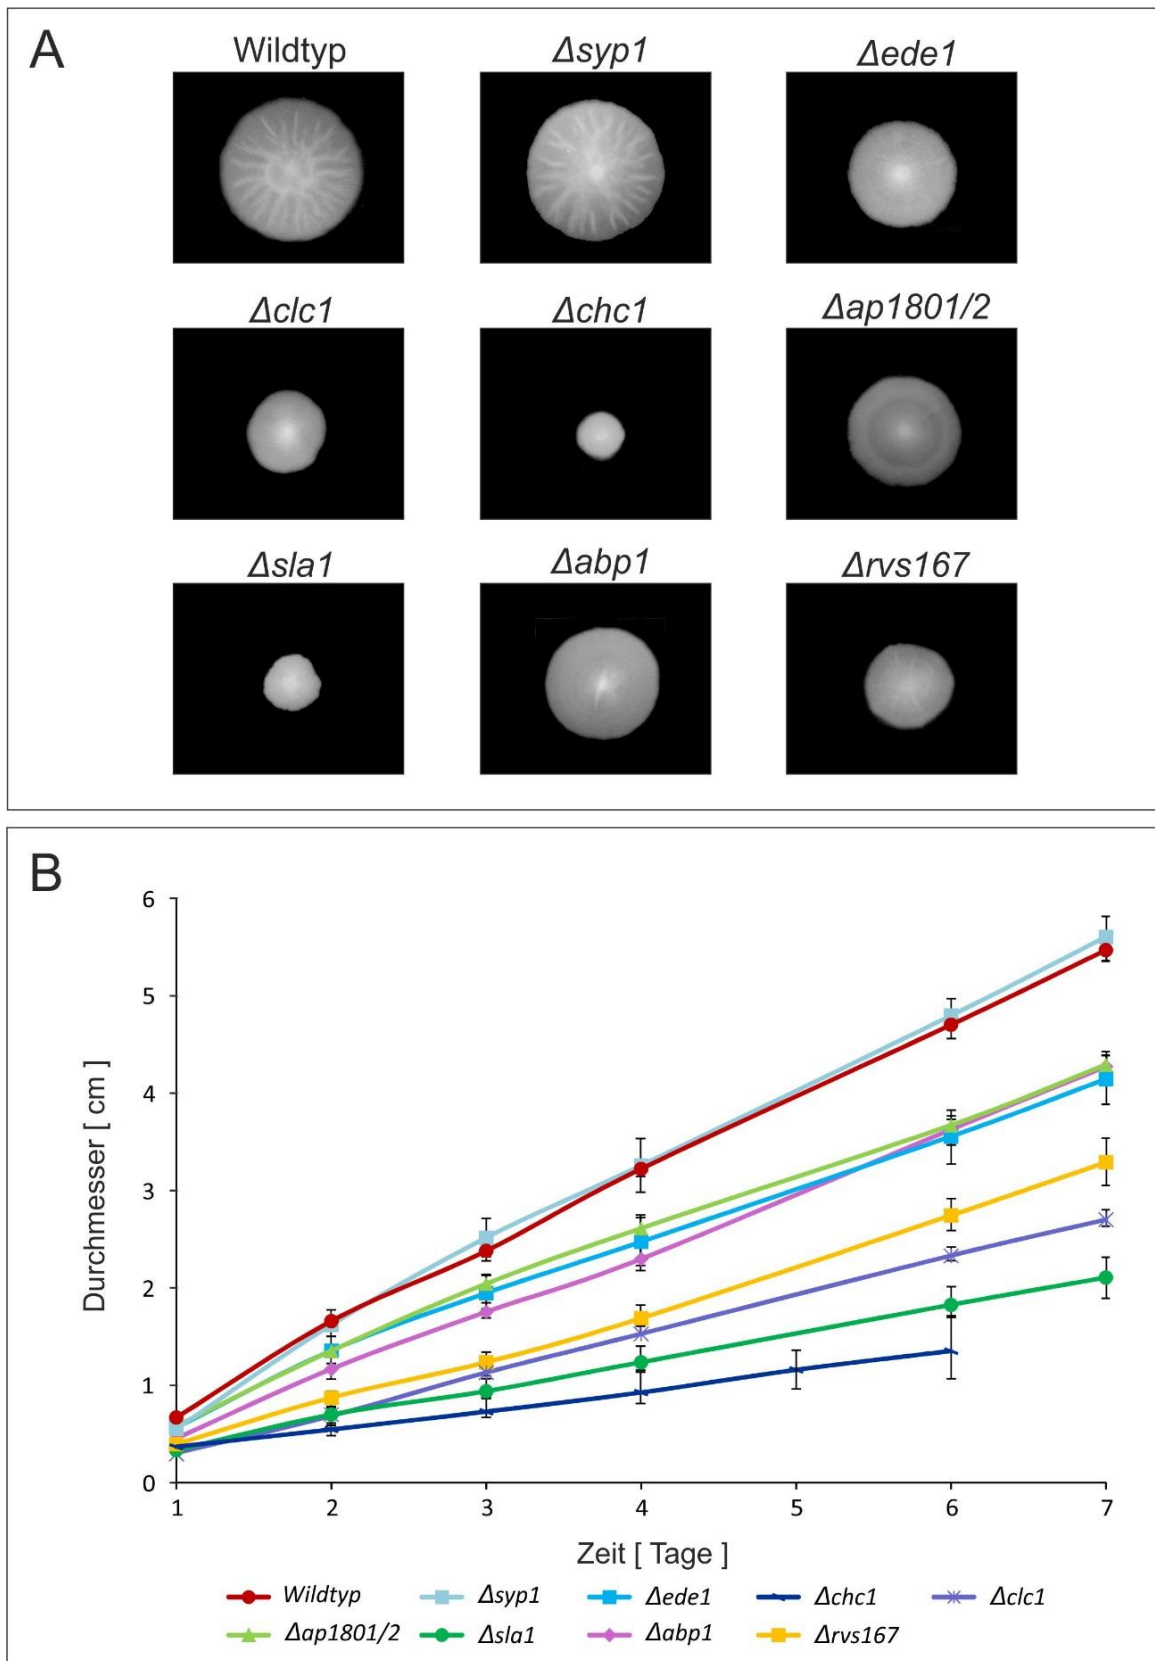 A
Wildtyp
Δsyp1
Δede1
Δclc1
Δchc1
Δap1801/2
Δsla1
Δabp1
Δrvs167
B
6
5
4
3
2
1
0
Durchmesser [ cm ]
1 2 3 4 5 6 7
Zeit [ Tage ]
Wildtyp Δsyp1 Δede1 Δchc1 Δclc1
Δap1801/2 Δsla1 Δabp1 Δrvs167